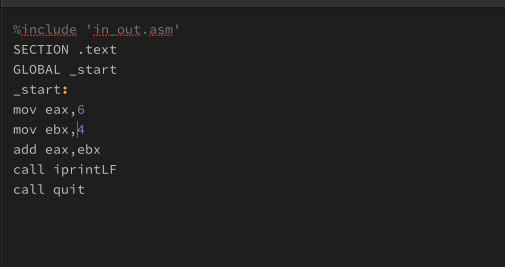 %include 'in_out.asm'
SECTION .text
GLOBAL _start
_start:
mov eax,6
mov ebx,4
add eax,ebx
call iprintLF
call quit